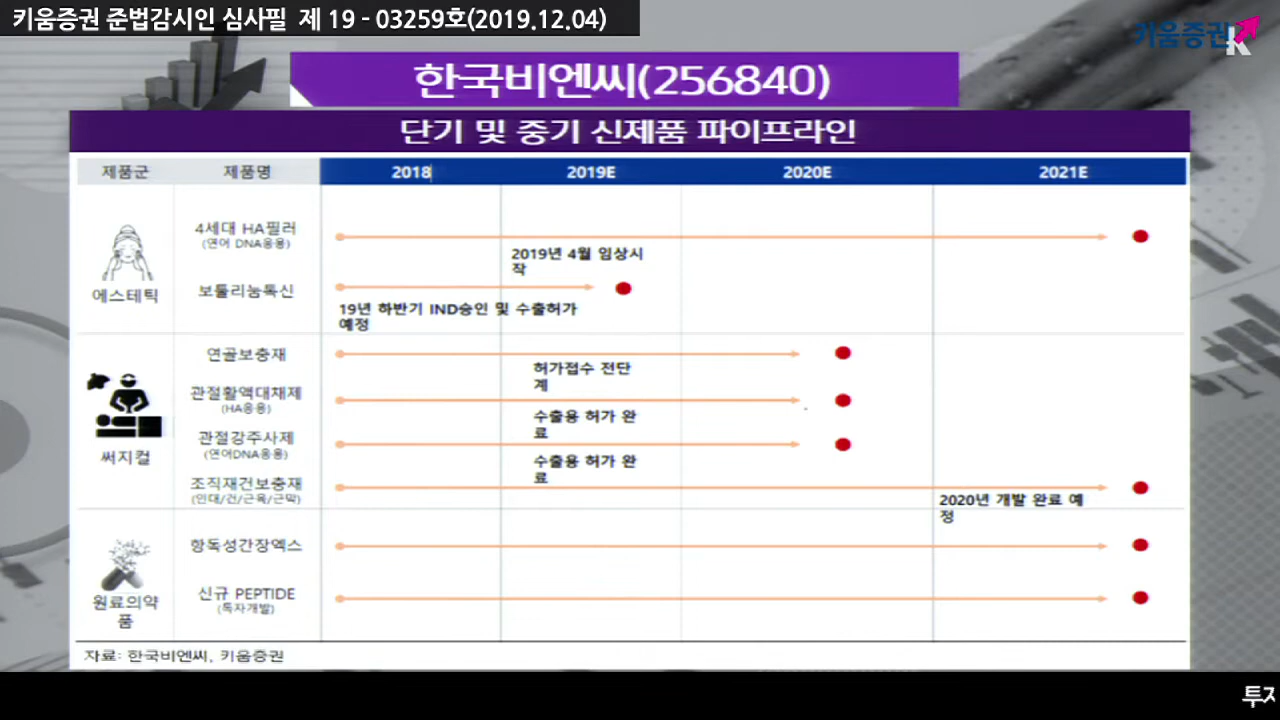 키움증권 준법감시인 심사필 제 19 - 03259호(2019.12.04)
키움증권
한국비엔씨(256840)
단기 및 중기 신제품 파이프라인
제품군 제품명 2018 2019E 2020E 2021E
4세대 HA필러
(연어 DNA응용)
2019년 4월 임상시
작
에스테틱
보툴리눔톡신
19년 하반기 IND승인 및 수출허가
예정
연골보충재
허가접수 전단
계
관절활액대채제
(HA응용)
수출용 허가 완
료
써지컬
관절강주사제
(연어DNA응용)
수출용 허가 완
료
조직재건보충재
(인대/건/근육/근막)
2020년 개발 완료 예
정
항독성간장엑스
원료의약
품
신규 PEPTIDE
(독자개발)
자료: 한국비엔씨, 키움증권
투자